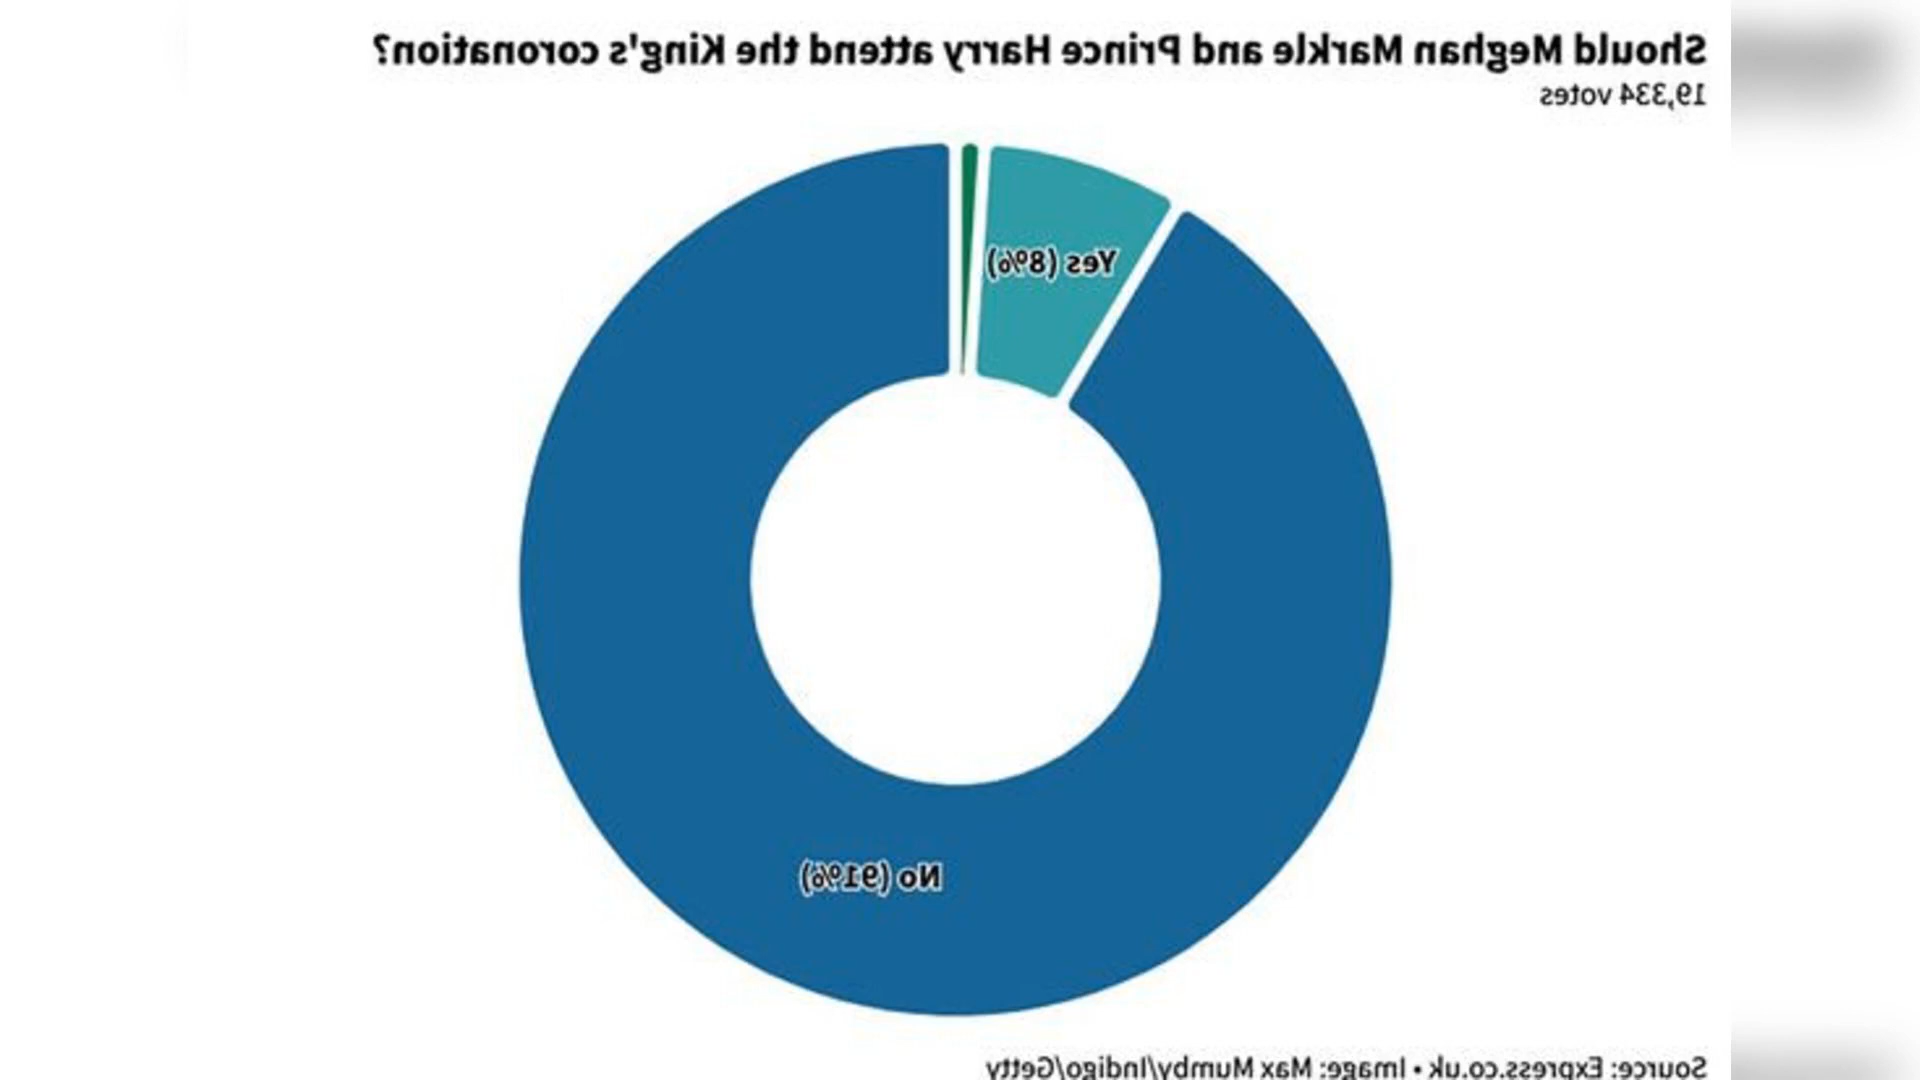 Should Meghan Markle and Prince Harry attend the King's coronation?
19,334 votes
Yes (8%)
No (91%)
Source: Express.co.uk • Image: Max Mumby/Indigo/Getty